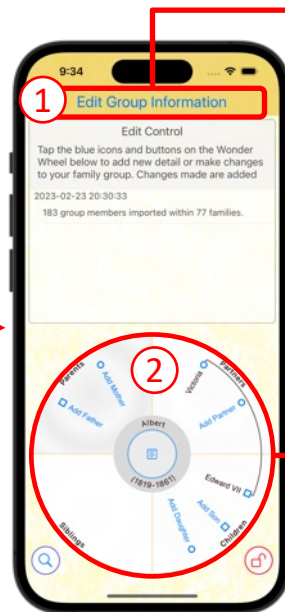 9:34
1
Edit Group Information
Edit Control
Tap the blue icons and buttons on the Wonder
Wheel below to add new detail or make changes
to your family group. Changes made are added
2023-02-23 20:30:33
183 group members imported within 77 families.
2
Parents
Add Mother
Add Father
Victoria
Partners
Add Partner
Albert
(1819-1861)
Edward VII
Add Son
Children
Add Daughter
Siblings